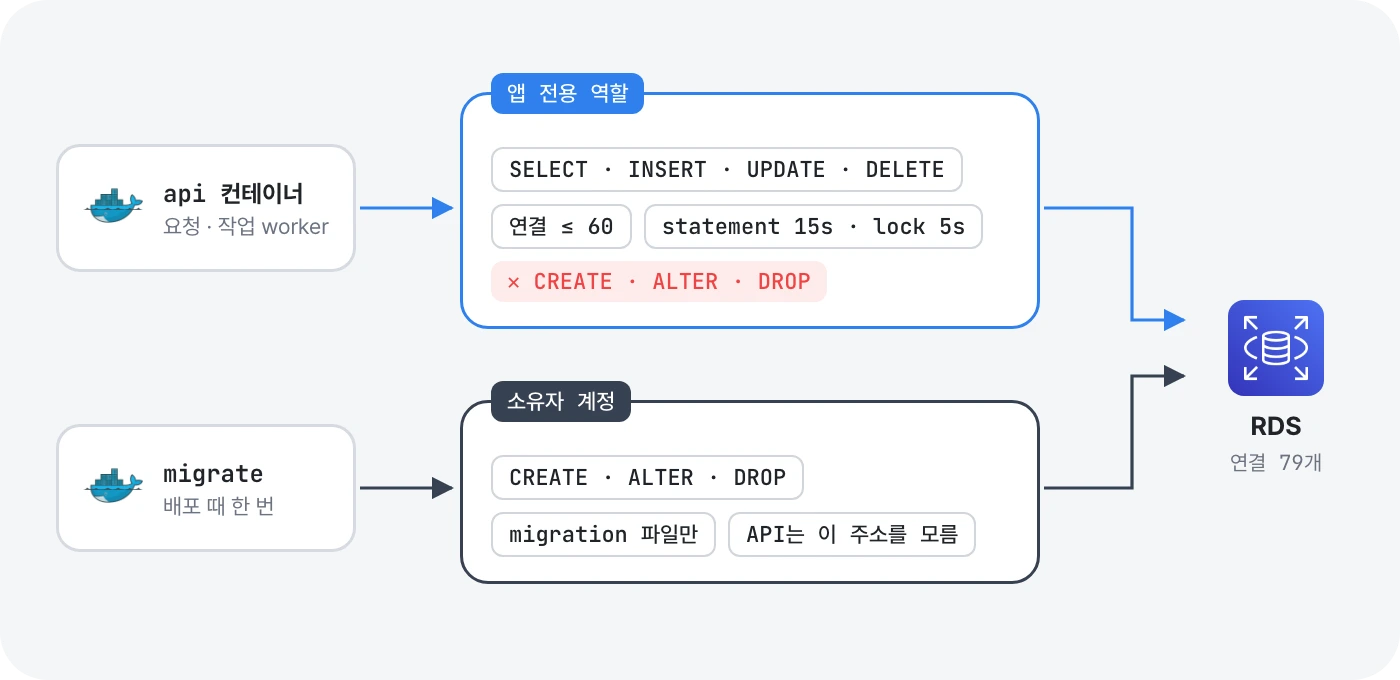 앱 전용 역할
api 컨테이너
요청 · 작업 worker
SELECT · INSERT · UPDATE · DELETE
연결 ≤ 60
statement 15s · lock 5s
× CREATE · ALTER · DROP
소유자 계정
migrate
배포 때 한 번
CREATE · ALTER · DROP
migration 파일만
API는 이 주소를 모름
RDS
연결 79개